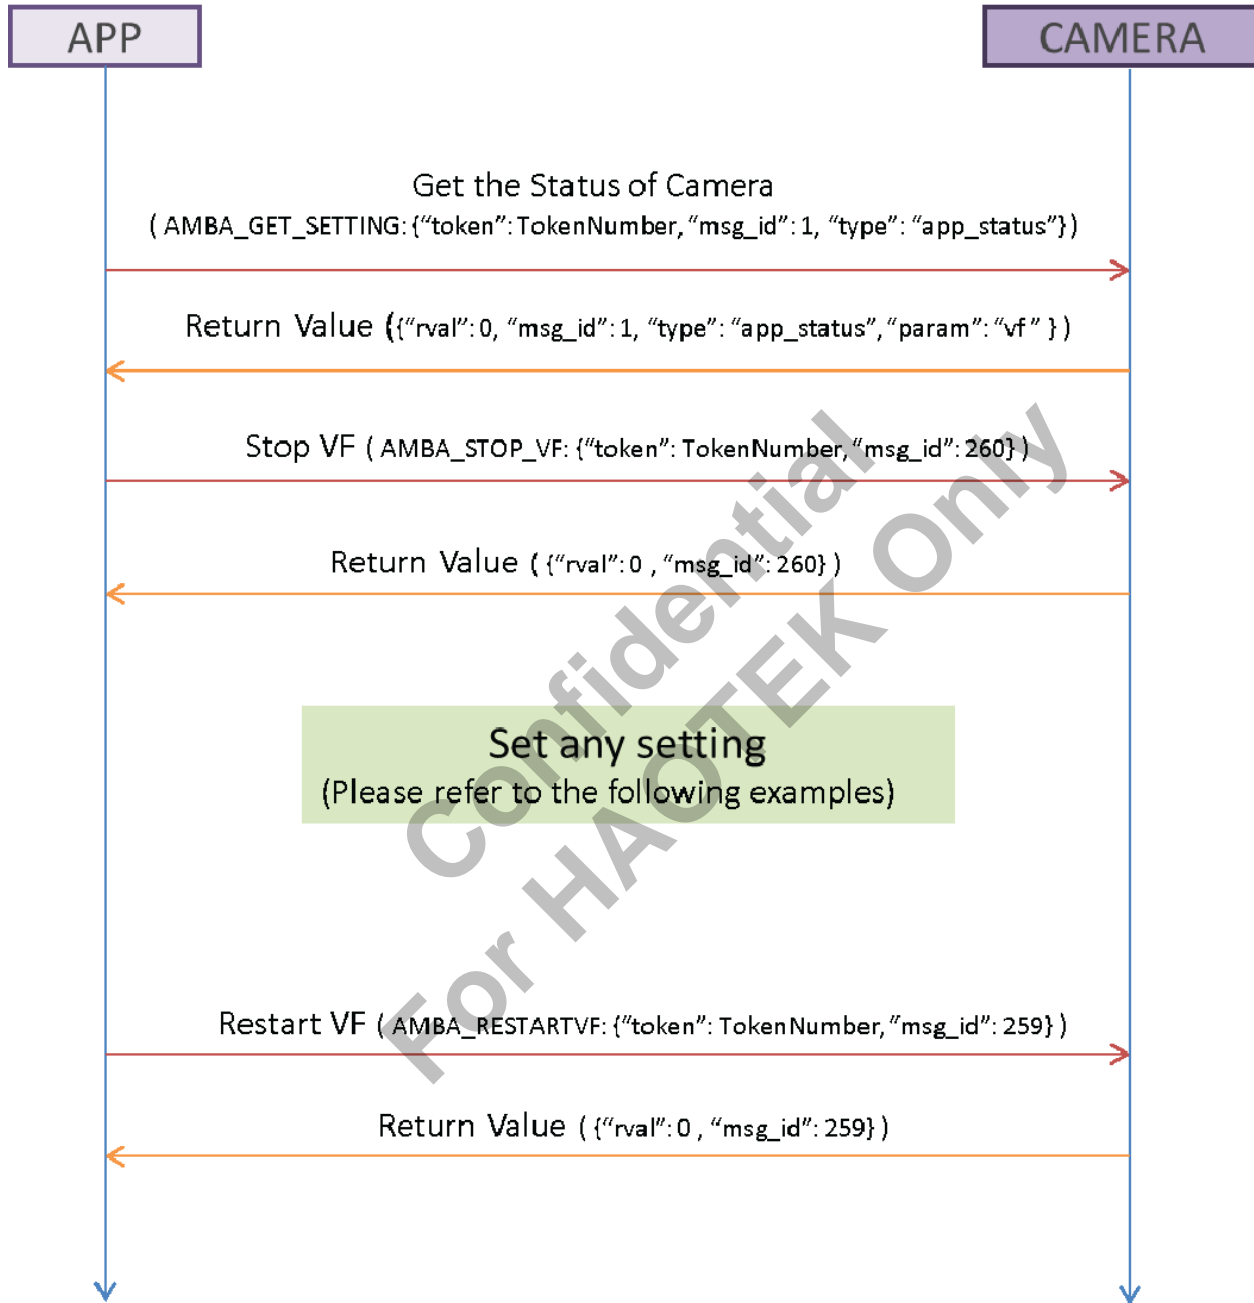 APP
CAMERA
Get the Status of Camera
( AMBA_GET_SETTING: {“token”: TokenNumber, “msg_id”: 1, “type”: “app_status”} )
Return Value ({“rval”: 0, “msg_id”: 1, “type”: “app_status”, “param”: “vf” } )
Stop VF ( AMBA_STOP_VF: {“token”: TokenNumber, “msg_id”: 260} )
Return Value ( {“rval”: 0 , “msg_id”: 260} )
Set any setting
(Please refer to the following examples)
Restart VF ( AMBA_RESTARTVF: {“token”: TokenNumber, “msg_id”: 259} )
Return Value ( {“rval”: 0 , “msg_id”: 259} )
Confidential
For HAOTEK Only